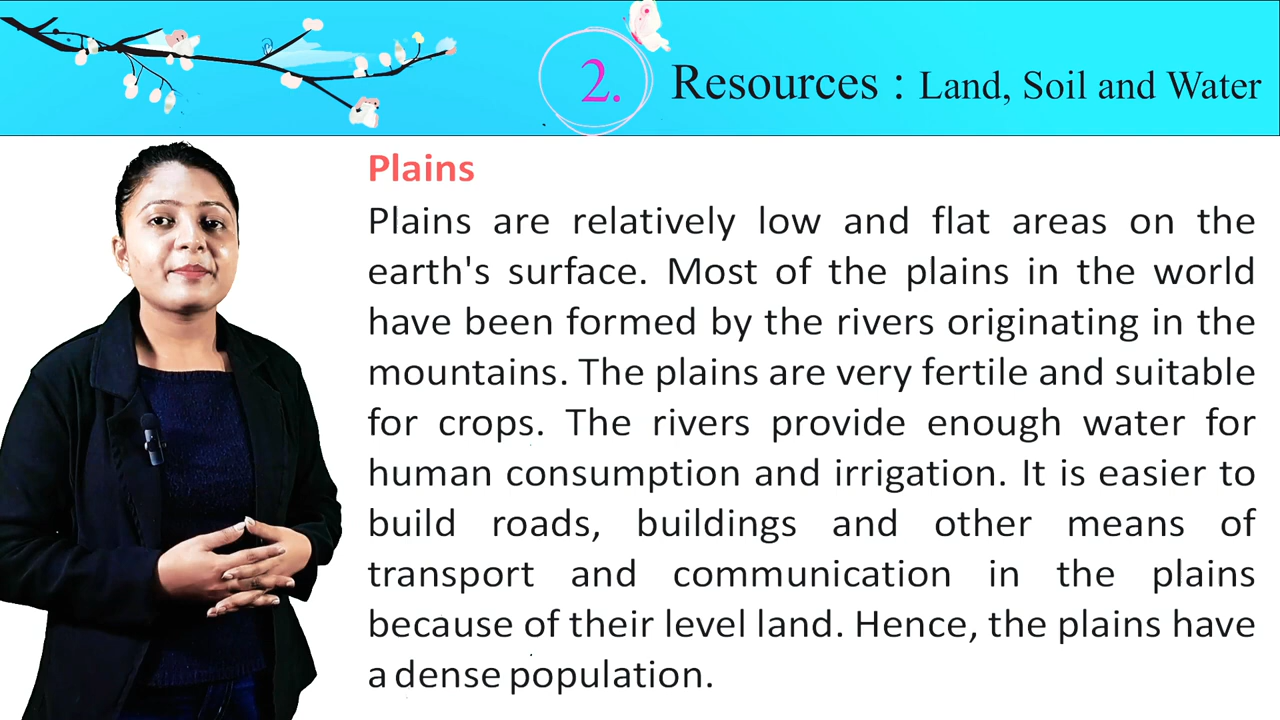 2. Resources : Land, Soil and Water
Plains
Plains are relatively low and flat areas on the
earth's surface. Most of the plains in the world
have been formed by the rivers originating in the
mountains. The plains are very fertile and suitable
for crops. The rivers provide enough water for
human consumption and irrigation. It is easier to
build roads, buildings and other means of
transport and communication in the plains
because of their level land. Hence, the plains have
a dense population.